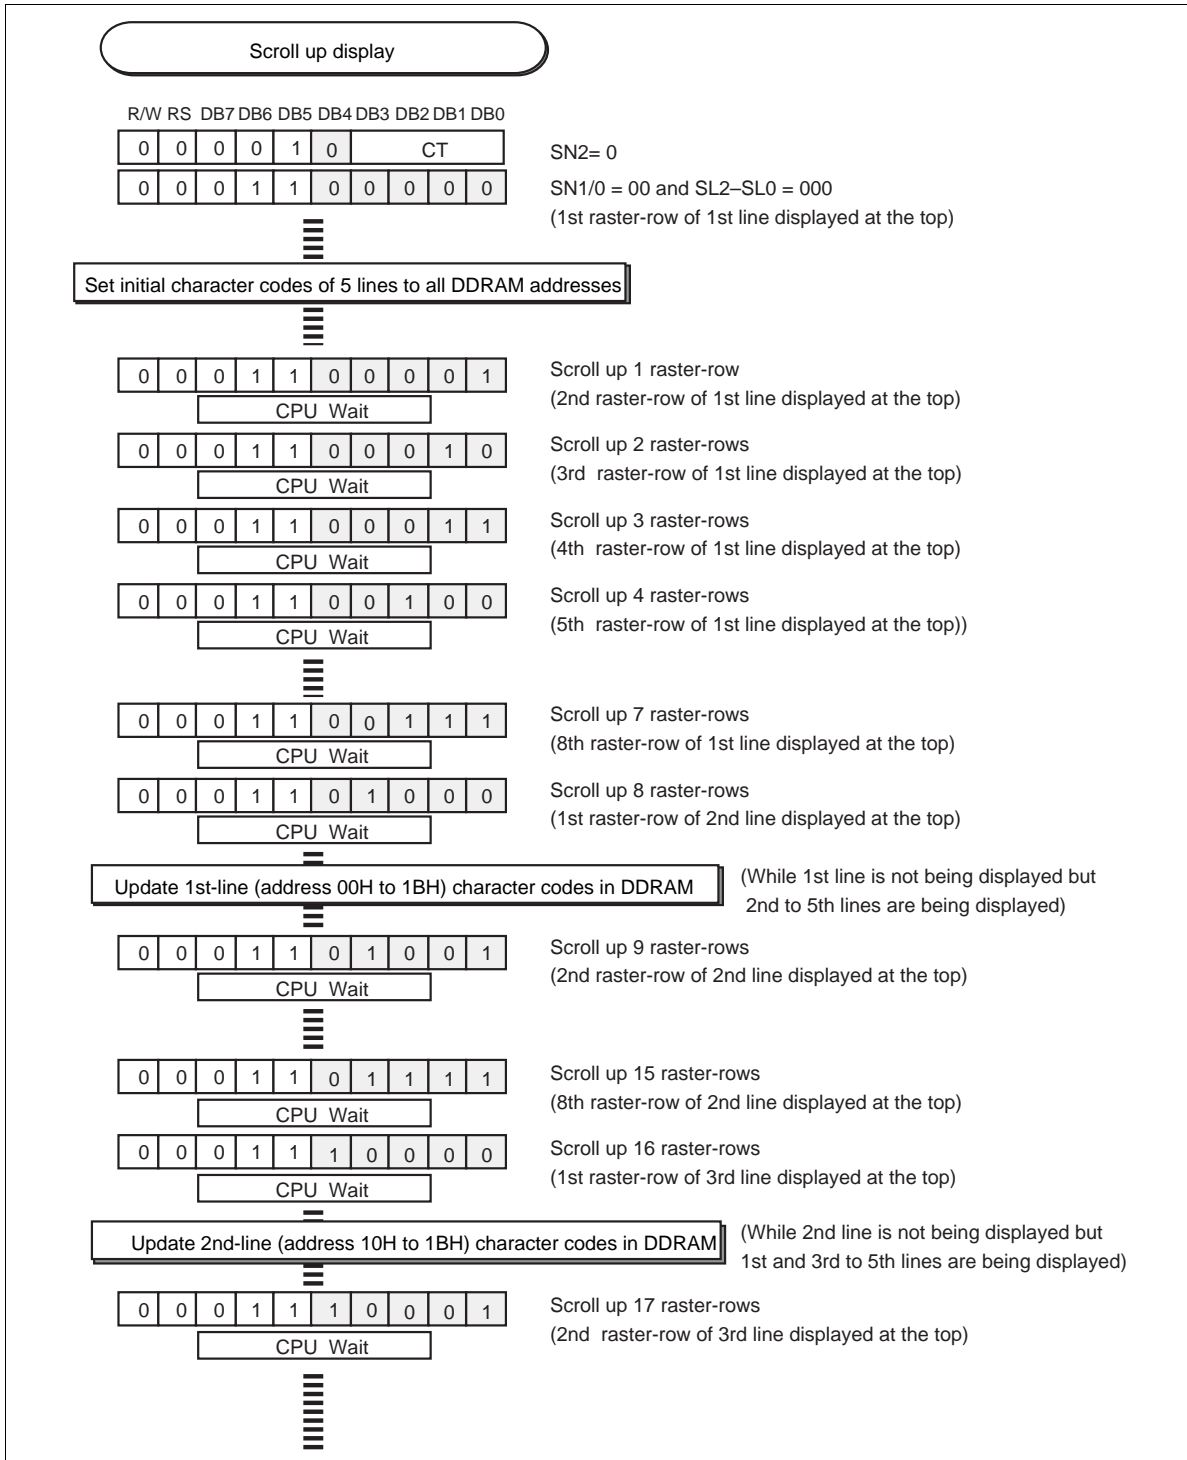 Scroll up display
R/W RS DB7 DB6 DB5 DB4 DB3 DB2 DB1 DB0
0 0 0 0 1 0 CT SN2= 0
0 0 0 1 1 0 0 0 0 0 SN1/0 = 00 and SL2–SL0 = 000
(1st raster-row of 1st line displayed at the top)
Set initial character codes of 5 lines to all DDRAM addresses
0 0 0 1 1 0 0 0 0 1 Scroll up 1 raster-row
CPU Wait (2nd raster-row of 1st line displayed at the top)
0 0 0 1 1 0 0 0 1 0 Scroll up 2 raster-rows
CPU Wait (3rd raster-row of 1st line displayed at the top)
0 0 0 1 1 0 0 0 1 1 Scroll up 3 raster-rows
CPU Wait (4th raster-row of 1st line displayed at the top)
0 0 0 1 1 0 0 1 0 0 Scroll up 4 raster-rows
CPU Wait (5th raster-row of 1st line displayed at the top))
0 0 0 1 1 0 0 1 1 1 Scroll up 7 raster-rows
CPU Wait (8th raster-row of 1st line displayed at the top)
0 0 0 1 1 0 1 0 0 0 Scroll up 8 raster-rows
CPU Wait (1st raster-row of 2nd line displayed at the top)
Update 1st-line (address 00H to 1BH) character codes in DDRAM (While 1st line is not being displayed but
2nd to 5th lines are being displayed)
0 0 0 1 1 0 1 0 0 1 Scroll up 9 raster-rows
CPU Wait (2nd raster-row of 2nd line displayed at the top)
0 0 0 1 1 0 1 1 1 1 Scroll up 15 raster-rows
CPU Wait (8th raster-row of 2nd line displayed at the top)
0 0 0 1 1 1 0 0 0 0 Scroll up 16 raster-rows
CPU Wait (1st raster-row of 3rd line displayed at the top)
Update 2nd-line (address 10H to 1BH) character codes in DDRAM (While 2nd line is not being displayed but
1st and 3rd to 5th lines are being displayed)
0 0 0 1 1 1 0 0 0 1 Scroll up 17 raster-rows
CPU Wait (2nd raster-row of 3rd line displayed at the top)